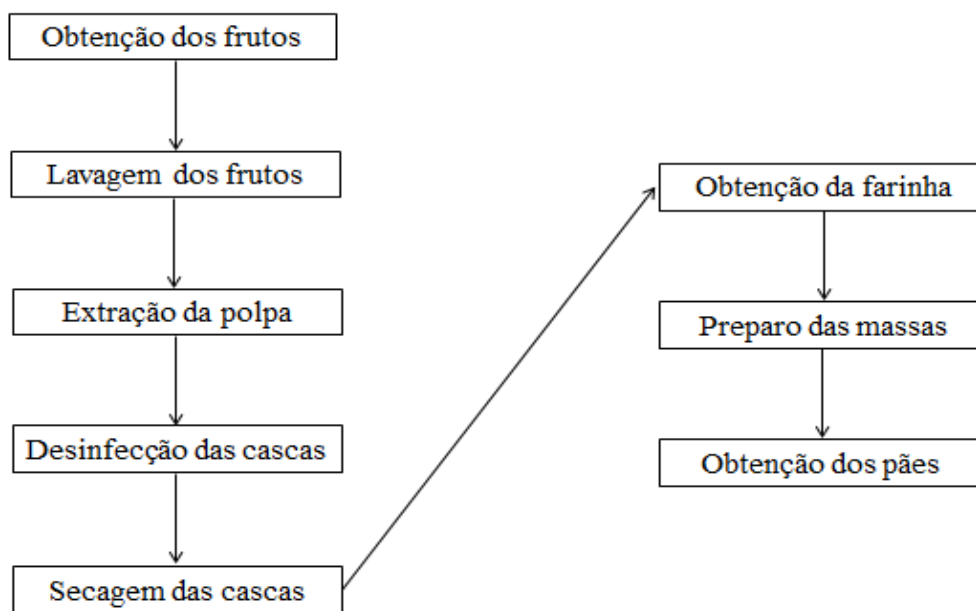 Obtenção dos frutos
Lavagem dos frutos
Extração da polpa
Desinfecção das cascas
Secagem das cascas
Obtenção da farinha
Preparo das massas
Obtenção dos pães